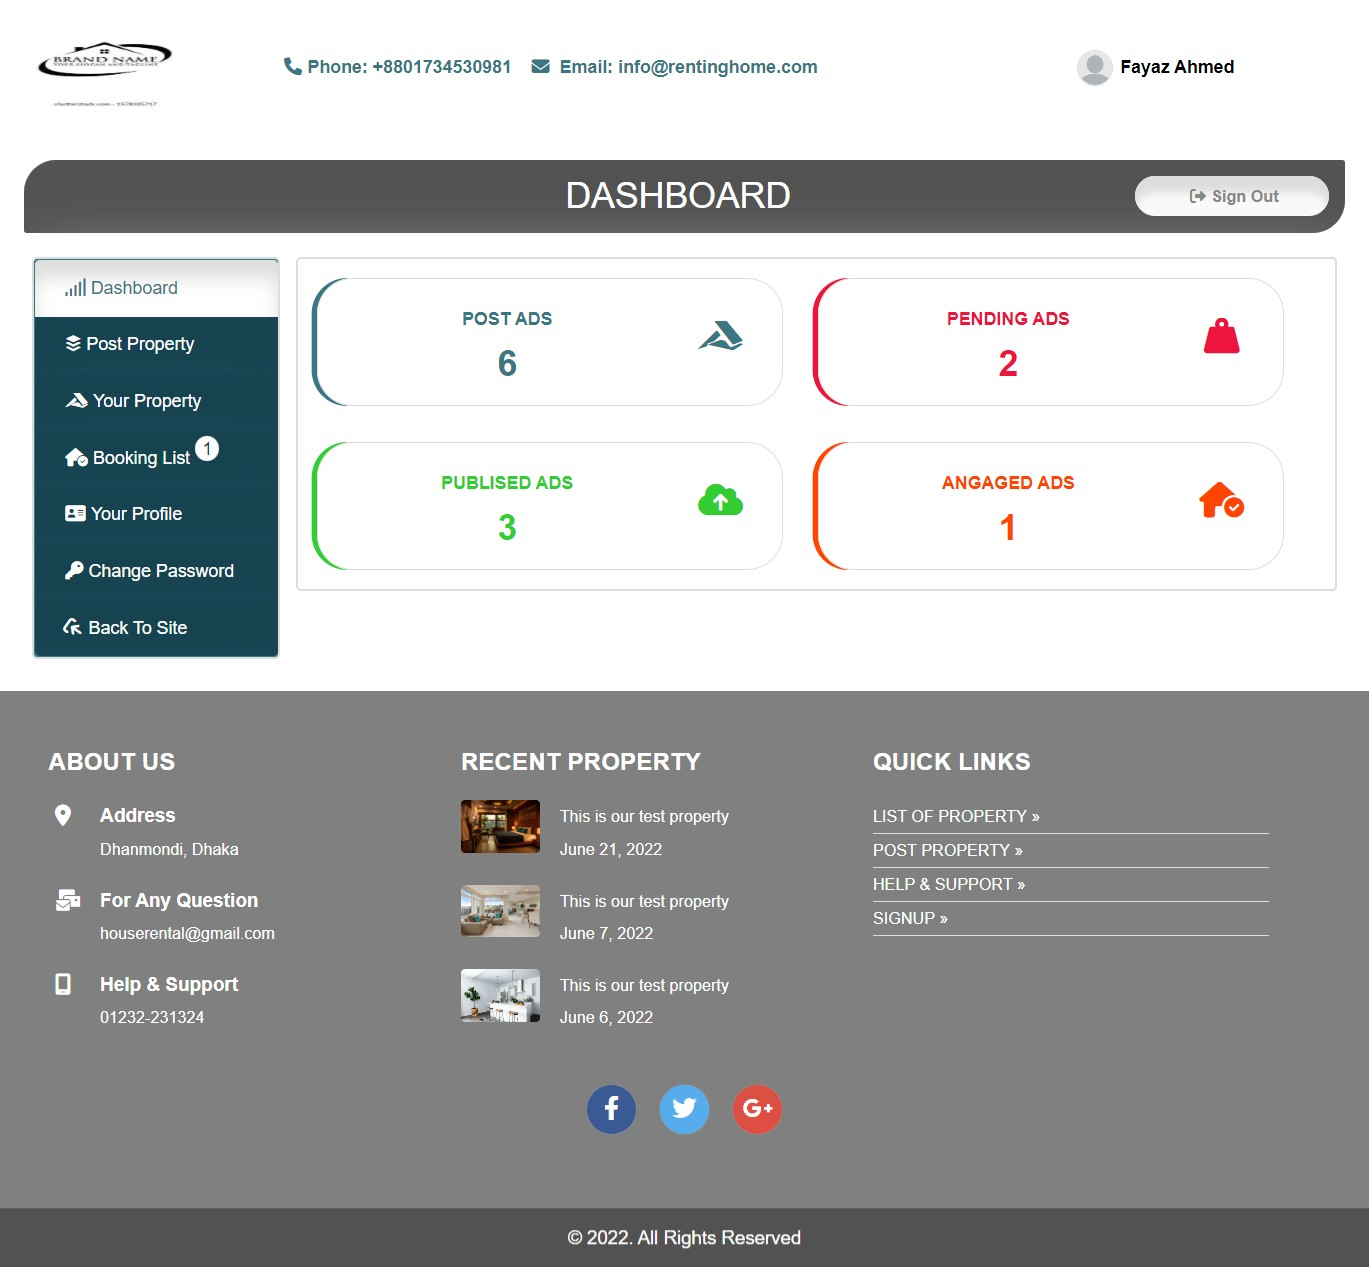 BRAND NAME
Phone: +8801734530981 Email: info@rentinghome.com
Fayaz Ahmed
DASHBOARD
Sign Out
Dashboard
Post Property
Your Property
Booking List 1
Your Profile
Change Password
Back To Site
POST ADS
6
PENDING ADS
2
PUBLISED ADS
3
ANGAGED ADS
1
ABOUT US
Address
Dhanmondi, Dhaka
For Any Question
houserental@gmail.com
Help & Support
01232-231324
RECENT PROPERTY
This is our test property
June 21, 2022
This is our test property
June 7, 2022
This is our test property
June 6, 2022
QUICK LINKS
LIST OF PROPERTY »
POST PROPERTY »
HELP & SUPPORT »
SIGNUP »
© 2022. All Rights Reserved